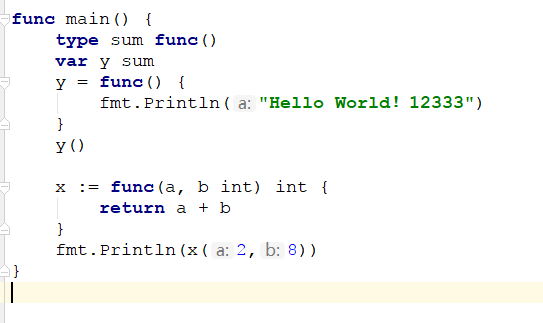 func main() {
type sum func()
var y sum
y = func() {
fmt.Println( a: "Hello World! 12333")
}
y()
x := func(a, b int) int {
return a + b
}
fmt.Println(x( a: 2, b: 8))
}